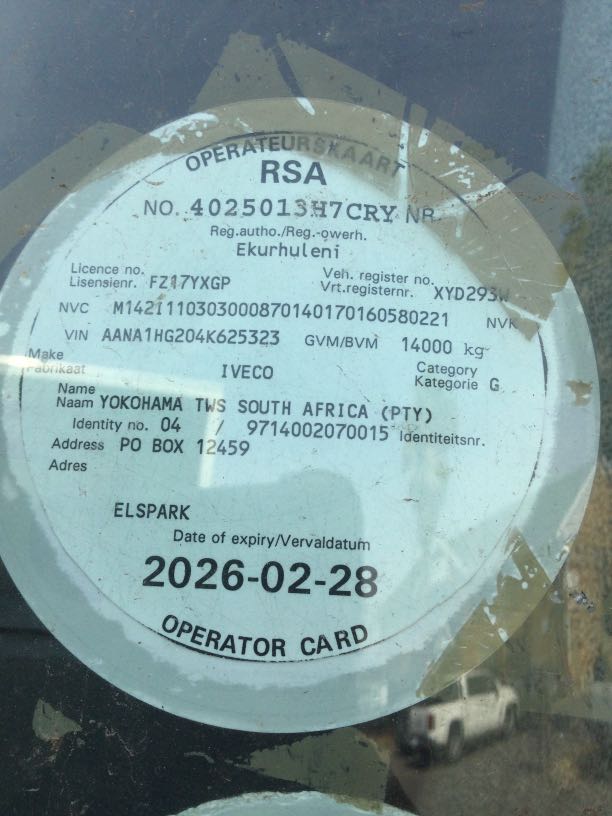 OPERATEURSKAART
RSA
NO. 4025013H7CRY NR.
Reg.autho./Reg.-owerh.
Ekurhuleni
Licence no. Veh. register no.
Lisensienr. FZ17YXGP Vrt.registernr. XYD293W
NVC M142I110303000870140170160580221 NVK
VIN AANA1HG204K625323 GVM/BVM 14000 kg
Make Category
Fabrikaat IVECO Kategorie G
Name
Naam YOKOHAMA TWS SOUTH AFRICA (PTY)
Identity no. 04 / 9714002070015 Identiteitsnr.
Address PO BOX 12459
Adres
ELSPARK
Date of expiry/Vervaldatum
2026-02-28
OPERATOR CARD